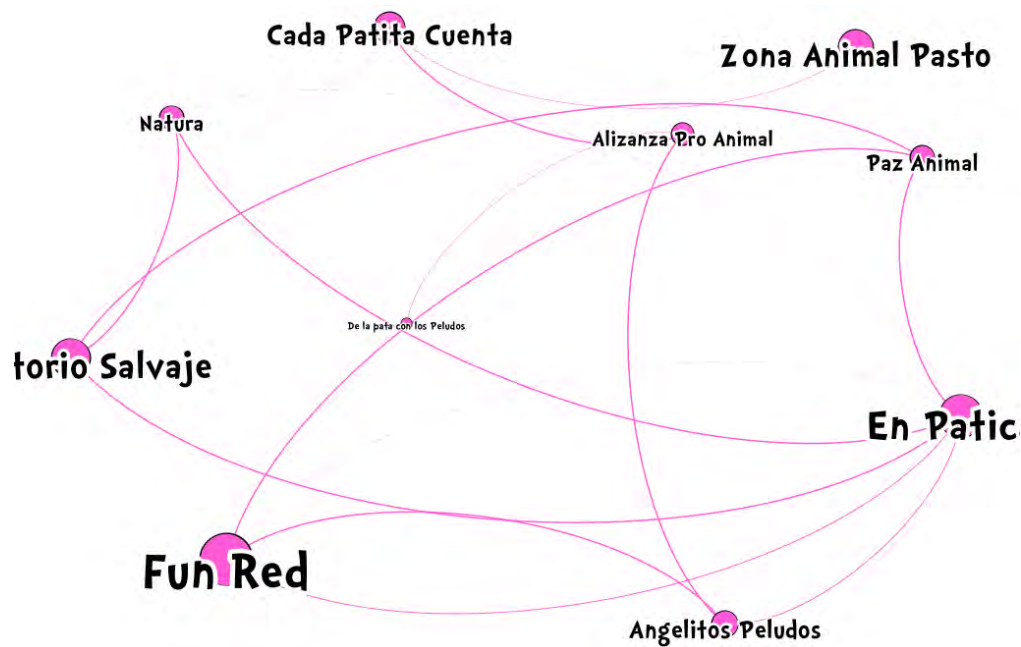 Cada Patita Cuenta
Zona Animal Pasto
Natura
Alizanza Pro Animal
Paz Animal
De la pata con los Peludos
torio Salvaje
En Patic
Fun Red
Angelitos Peludos